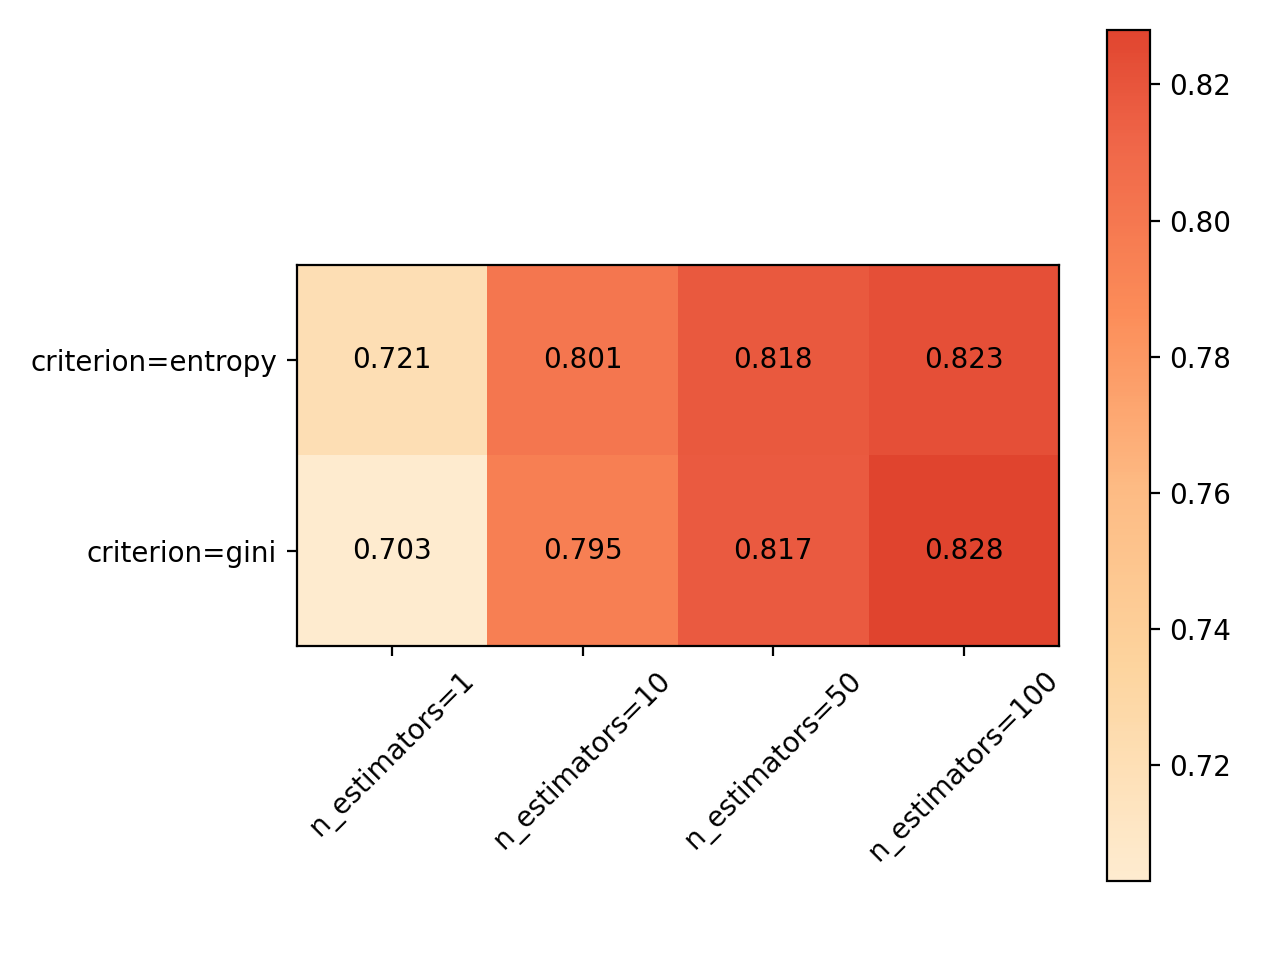 criterion=entropy
0.721 0.801 0.818 0.823
criterion=gini
0.703 0.795 0.817 0.828
n_estimators=1
n_estimators=10
n_estimators=50
n_estimators=100
0.82
0.80
0.78
0.76
0.74
0.72